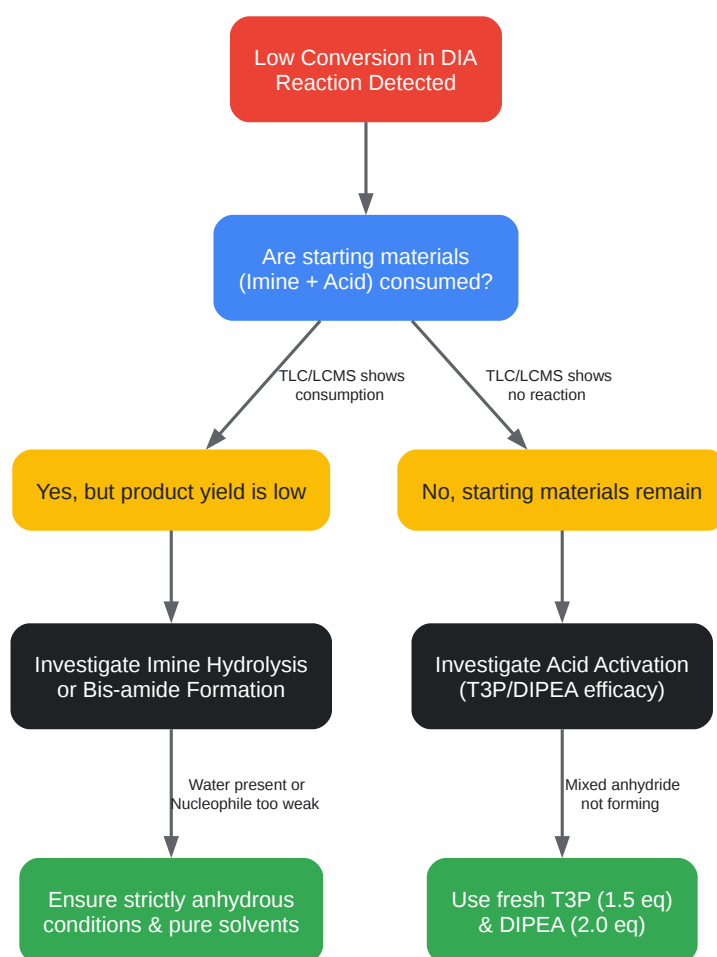 Low Conversion in DIA
Reaction Detected
Are starting materials
(Imine + Acid) consumed?
TLC/LCMS shows
consumption
TLC/LCMS shows
no reaction
Yes, but product yield is low
No, starting materials remain
Investigate Imine Hydrolysis
or Bis-amide Formation
Investigate Acid Activation
(T3P/DIPEA efficacy)
Water present or
Nucleophile too weak
Mixed anhydride
not forming
Ensure strictly anhydrous
conditions & pure solvents
Use fresh T3P (1.5 eq)
& DIPEA (2.0 eq)